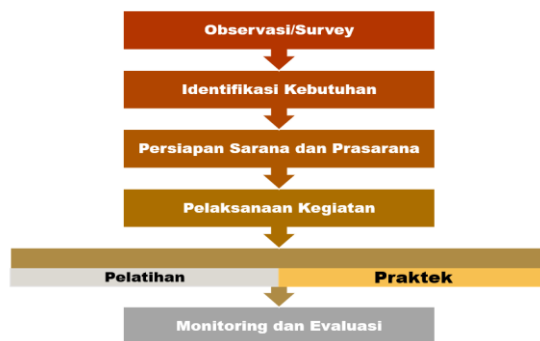 Observasi/Survey
Identifikasi Kebutuhan
Persiapan Sarana dan Prasarana
Pelaksanaan Kegiatan
Pelatihan
Praktek
Monitoring dan Evaluasi